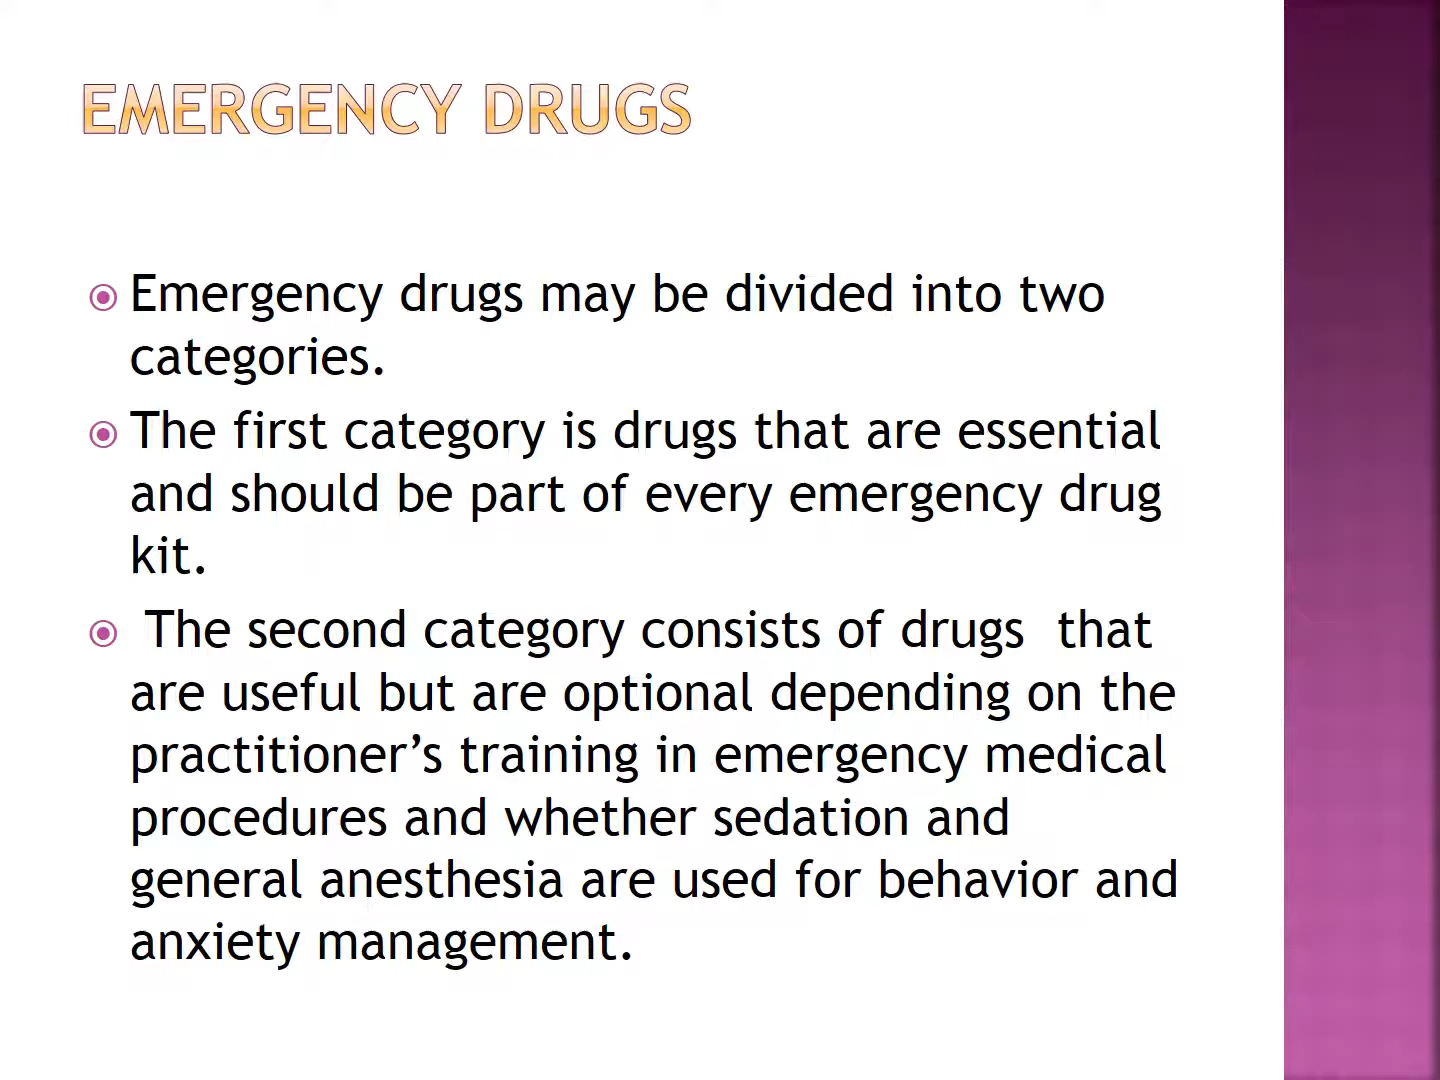 EMERGENCY DRUGS
Emergency drugs may be divided into two
categories.
The first category is drugs that are essential
and should be part of every emergency drug
kit.
The second category consists of drugs  that
are useful but are optional depending on the
practitioner’s training in emergency medical
procedures and whether sedation and
general anesthesia are used for behavior and
anxiety management.